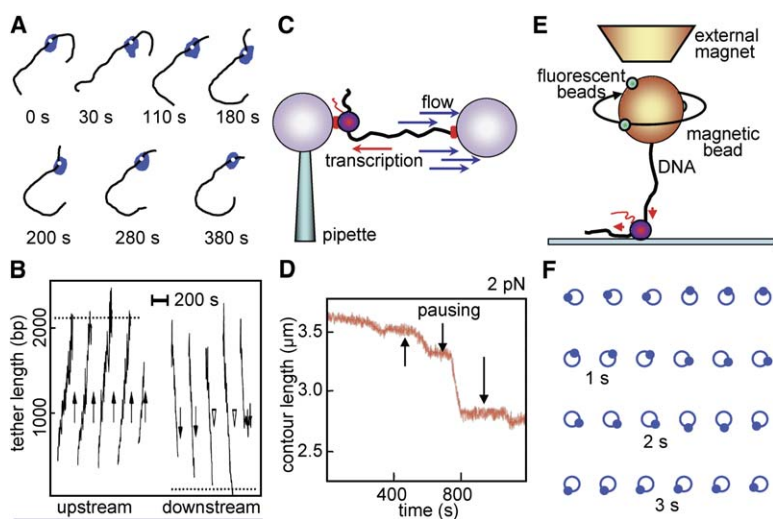 A
0 s 30 s 110 s 180 s
200 s 280 s 380 s
B
tether length (bp)
2000
1000
200 s
upstream downstream
C
flow
transcription
pipette
D
2 pN
pausing
contour length (μm)
3.5
3.0
2.5
400 800
time (s)
E
external
magnet
fluorescent
beads
magnetic
bead
DNA
F
1 s
2 s
3 s